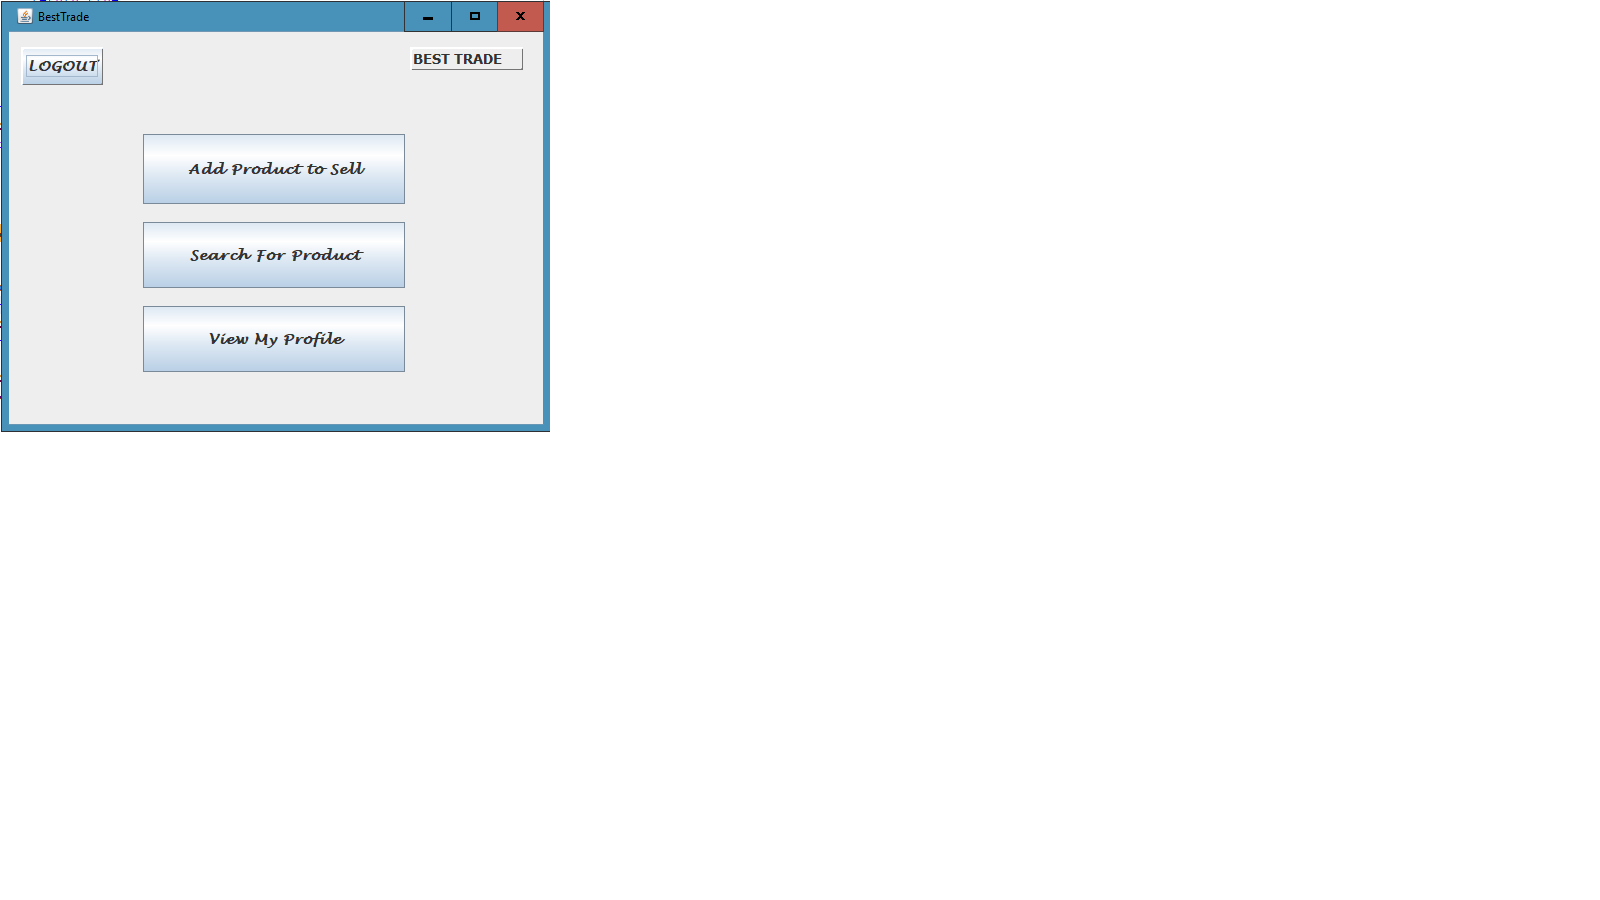 BestTrade
LOGOUT
BEST TRADE
Add Product to Sell
Search For Product
View My Profile